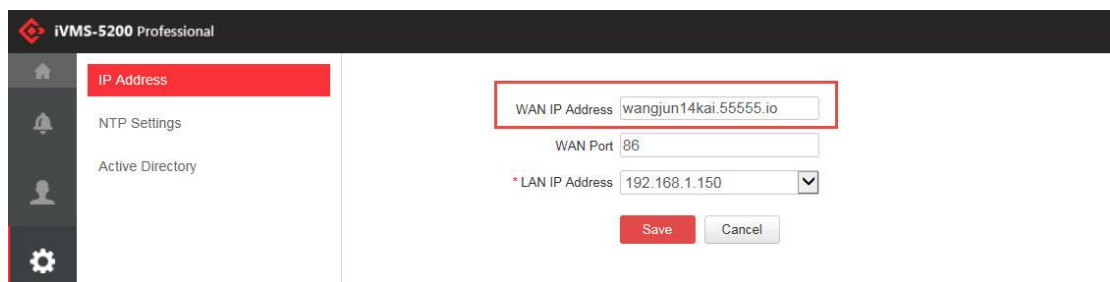 iVMS-5200 Professional
IP Address
NTP Settings
Active Directory
WAN IP Address wangjun14kai.55555.io
WAN Port 86
* LAN IP Address 192.168.1.150
Save Cancel